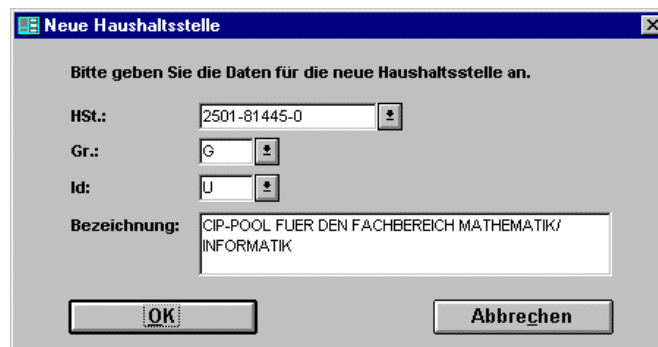 Neue Haushaltsstelle
Bitte geben Sie die Daten für die neue Haushaltsstelle an.
HSt.: 2501-81445-0
Gr.: G
Id: U
Bezeichnung: CIP-POOL FUER DEN FACHBEREICH MATHEMATIK/
INFORMATIK
OK Abbrechen